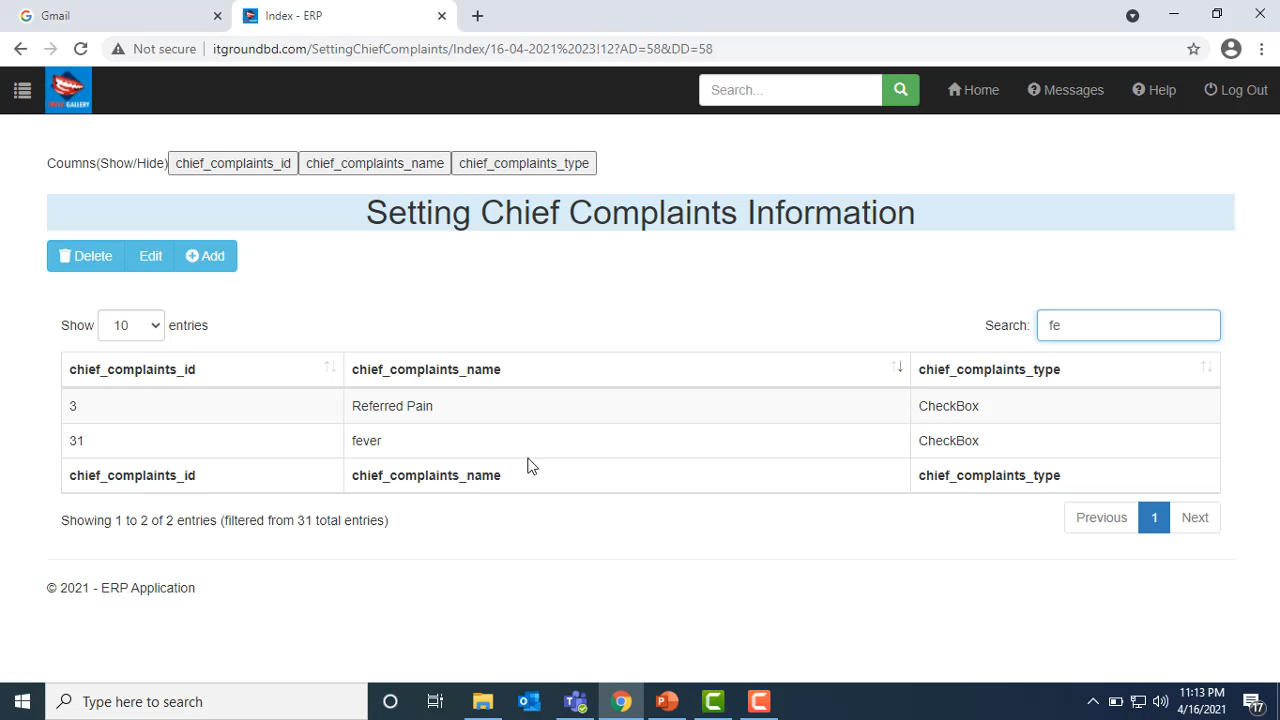 Gmail
Index - ERP
Not secure
itgroundbd.com/SettingChiefComplaints/Index/16-04-2021%2023!12?AD=58&DD=58
GALLERY
Search...
Home
Messages
Help
Log Out
Coumns(Show/Hide) chief_complaints_id chief_complaints_name chief_complaints_type
Setting Chief Complaints Information
Delete Edit Add
Show 10 entries
Search: fe
chief_complaints_id chief_complaints_name chief_complaints_type
3 Referred Pain CheckBox
31 fever CheckBox
chief_complaints_id chief_complaints_name chief_complaints_type
Showing 1 to 2 of 2 entries (filtered from 31 total entries)
Previous 1 Next
© 2021 - ERP Application
Type here to search
11:13 PM
4/16/2021
17